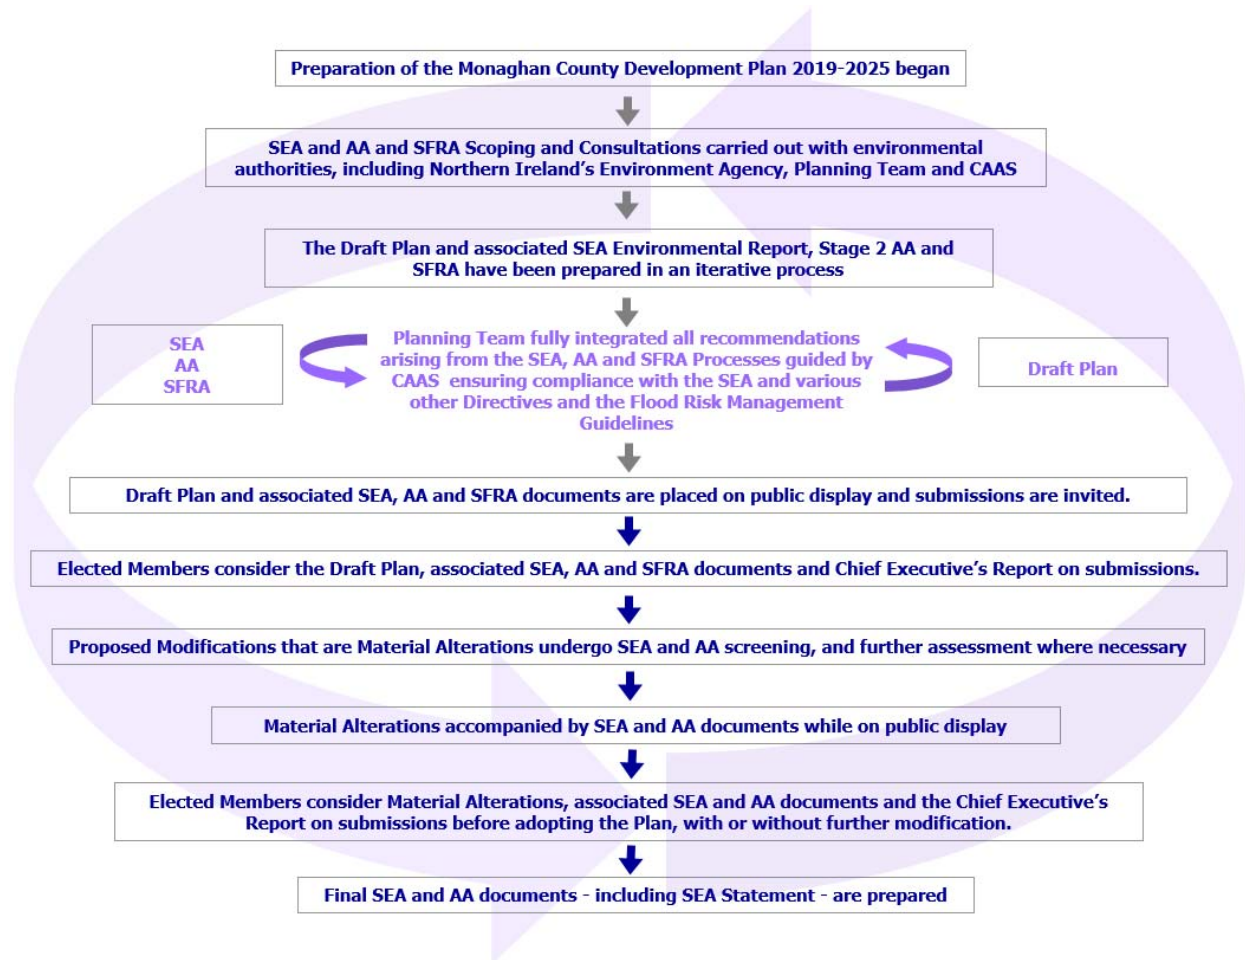 Preparation of the Monaghan County Development Plan 2019-2025 began
SEA and AA and SFRA Scoping and Consultations carried out with environmental
authorities, including Northern Ireland's Environment Agency, Planning Team and CAAS
The Draft Plan and associated SEA Environmental Report, Stage 2 AA and
SFRA have been prepared in an iterative process
SEA
AA
SFRA
Planning Team fully integrated all recommendations
arising from the SEA, AA and SFRA Processes guided by
CAAS ensuring compliance with the SEA and various
other Directives and the Flood Risk Management
Guidelines
Draft Plan
Draft Plan and associated SEA, AA and SFRA documents are placed on public display and submissions are invited.
Elected Members consider the Draft Plan, associated SEA, AA and SFRA documents and Chief Executive's Report on submissions.
Proposed Modifications that are Material Alterations undergo SEA and AA screening, and further assessment where necessary
Material Alterations accompanied by SEA and AA documents while on public display
Elected Members consider Material Alterations, associated SEA and AA documents and the Chief Executive's
Report on submissions before adopting the Plan, with or without further modification.
Final SEA and AA documents - including SEA Statement - are prepared